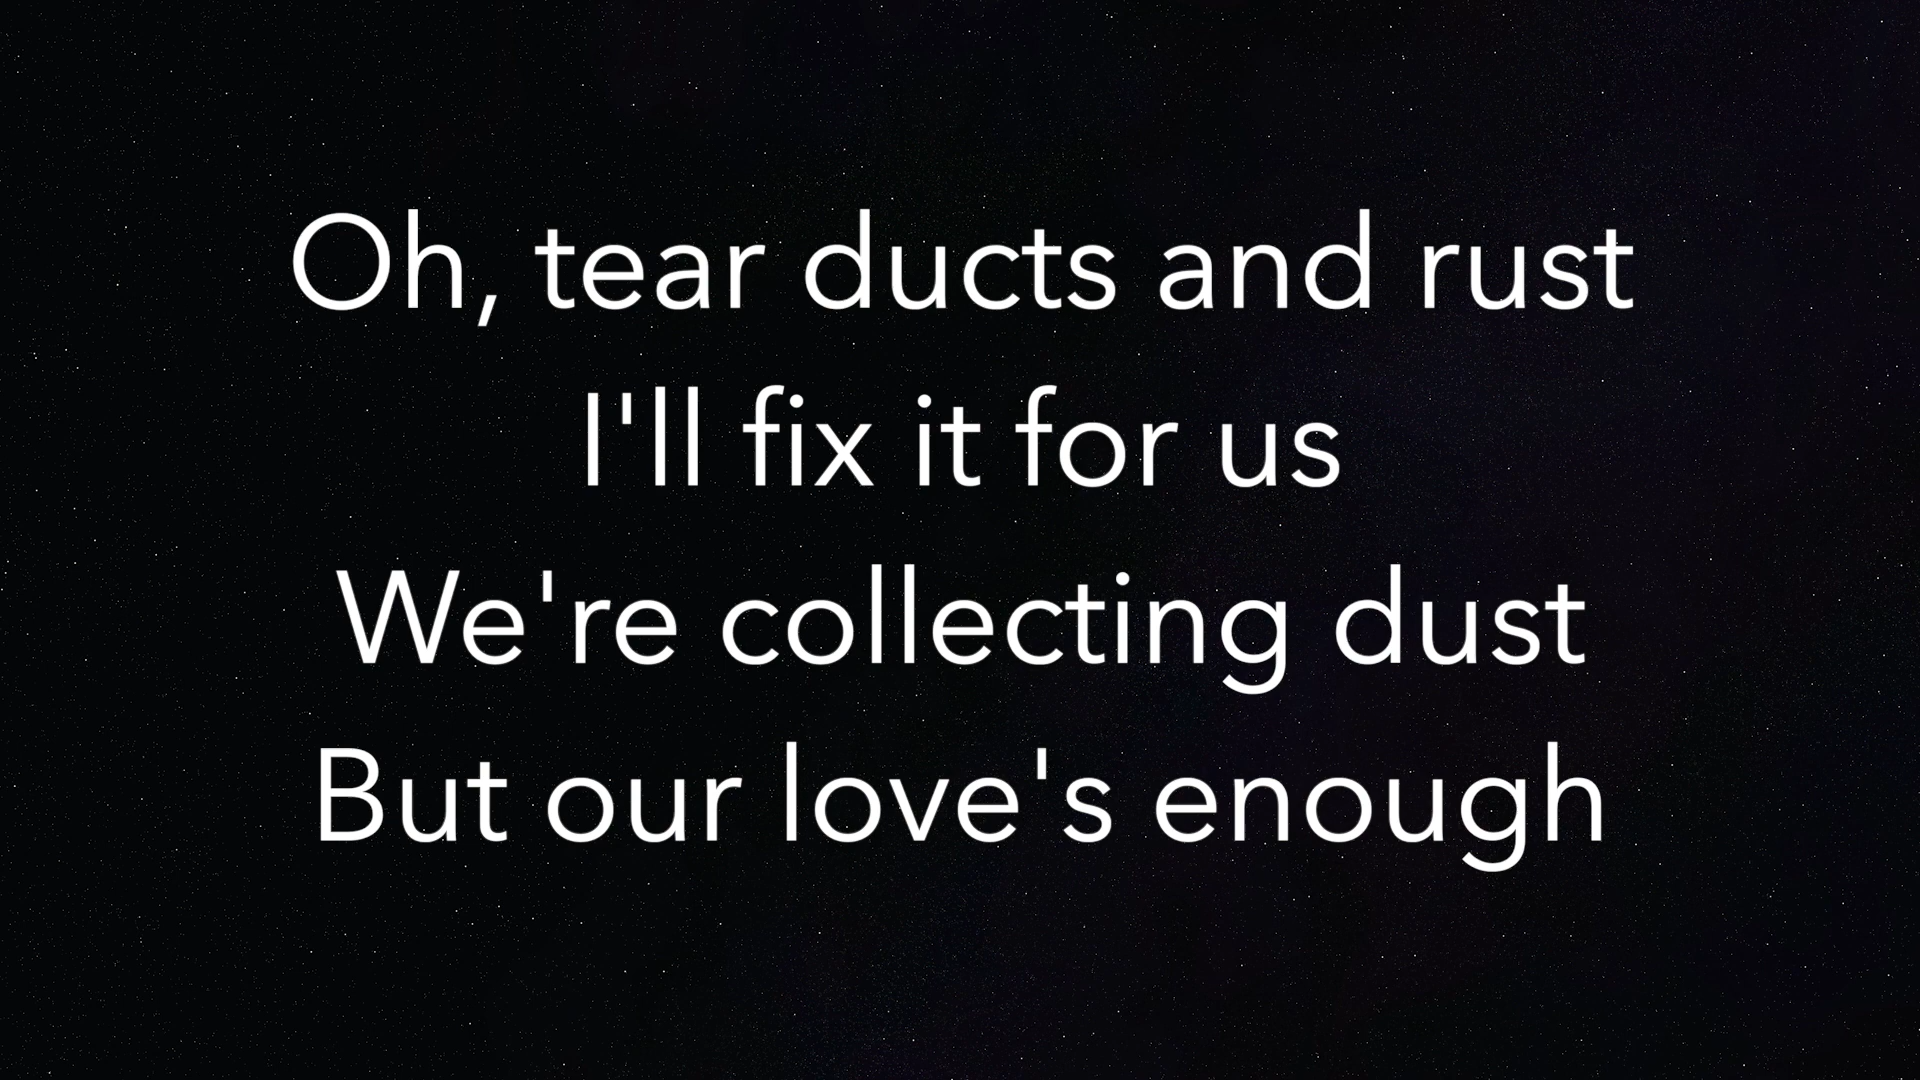 Oh, tear ducts and rust
I'll fix it for us
We're collecting dust
But our love's enough